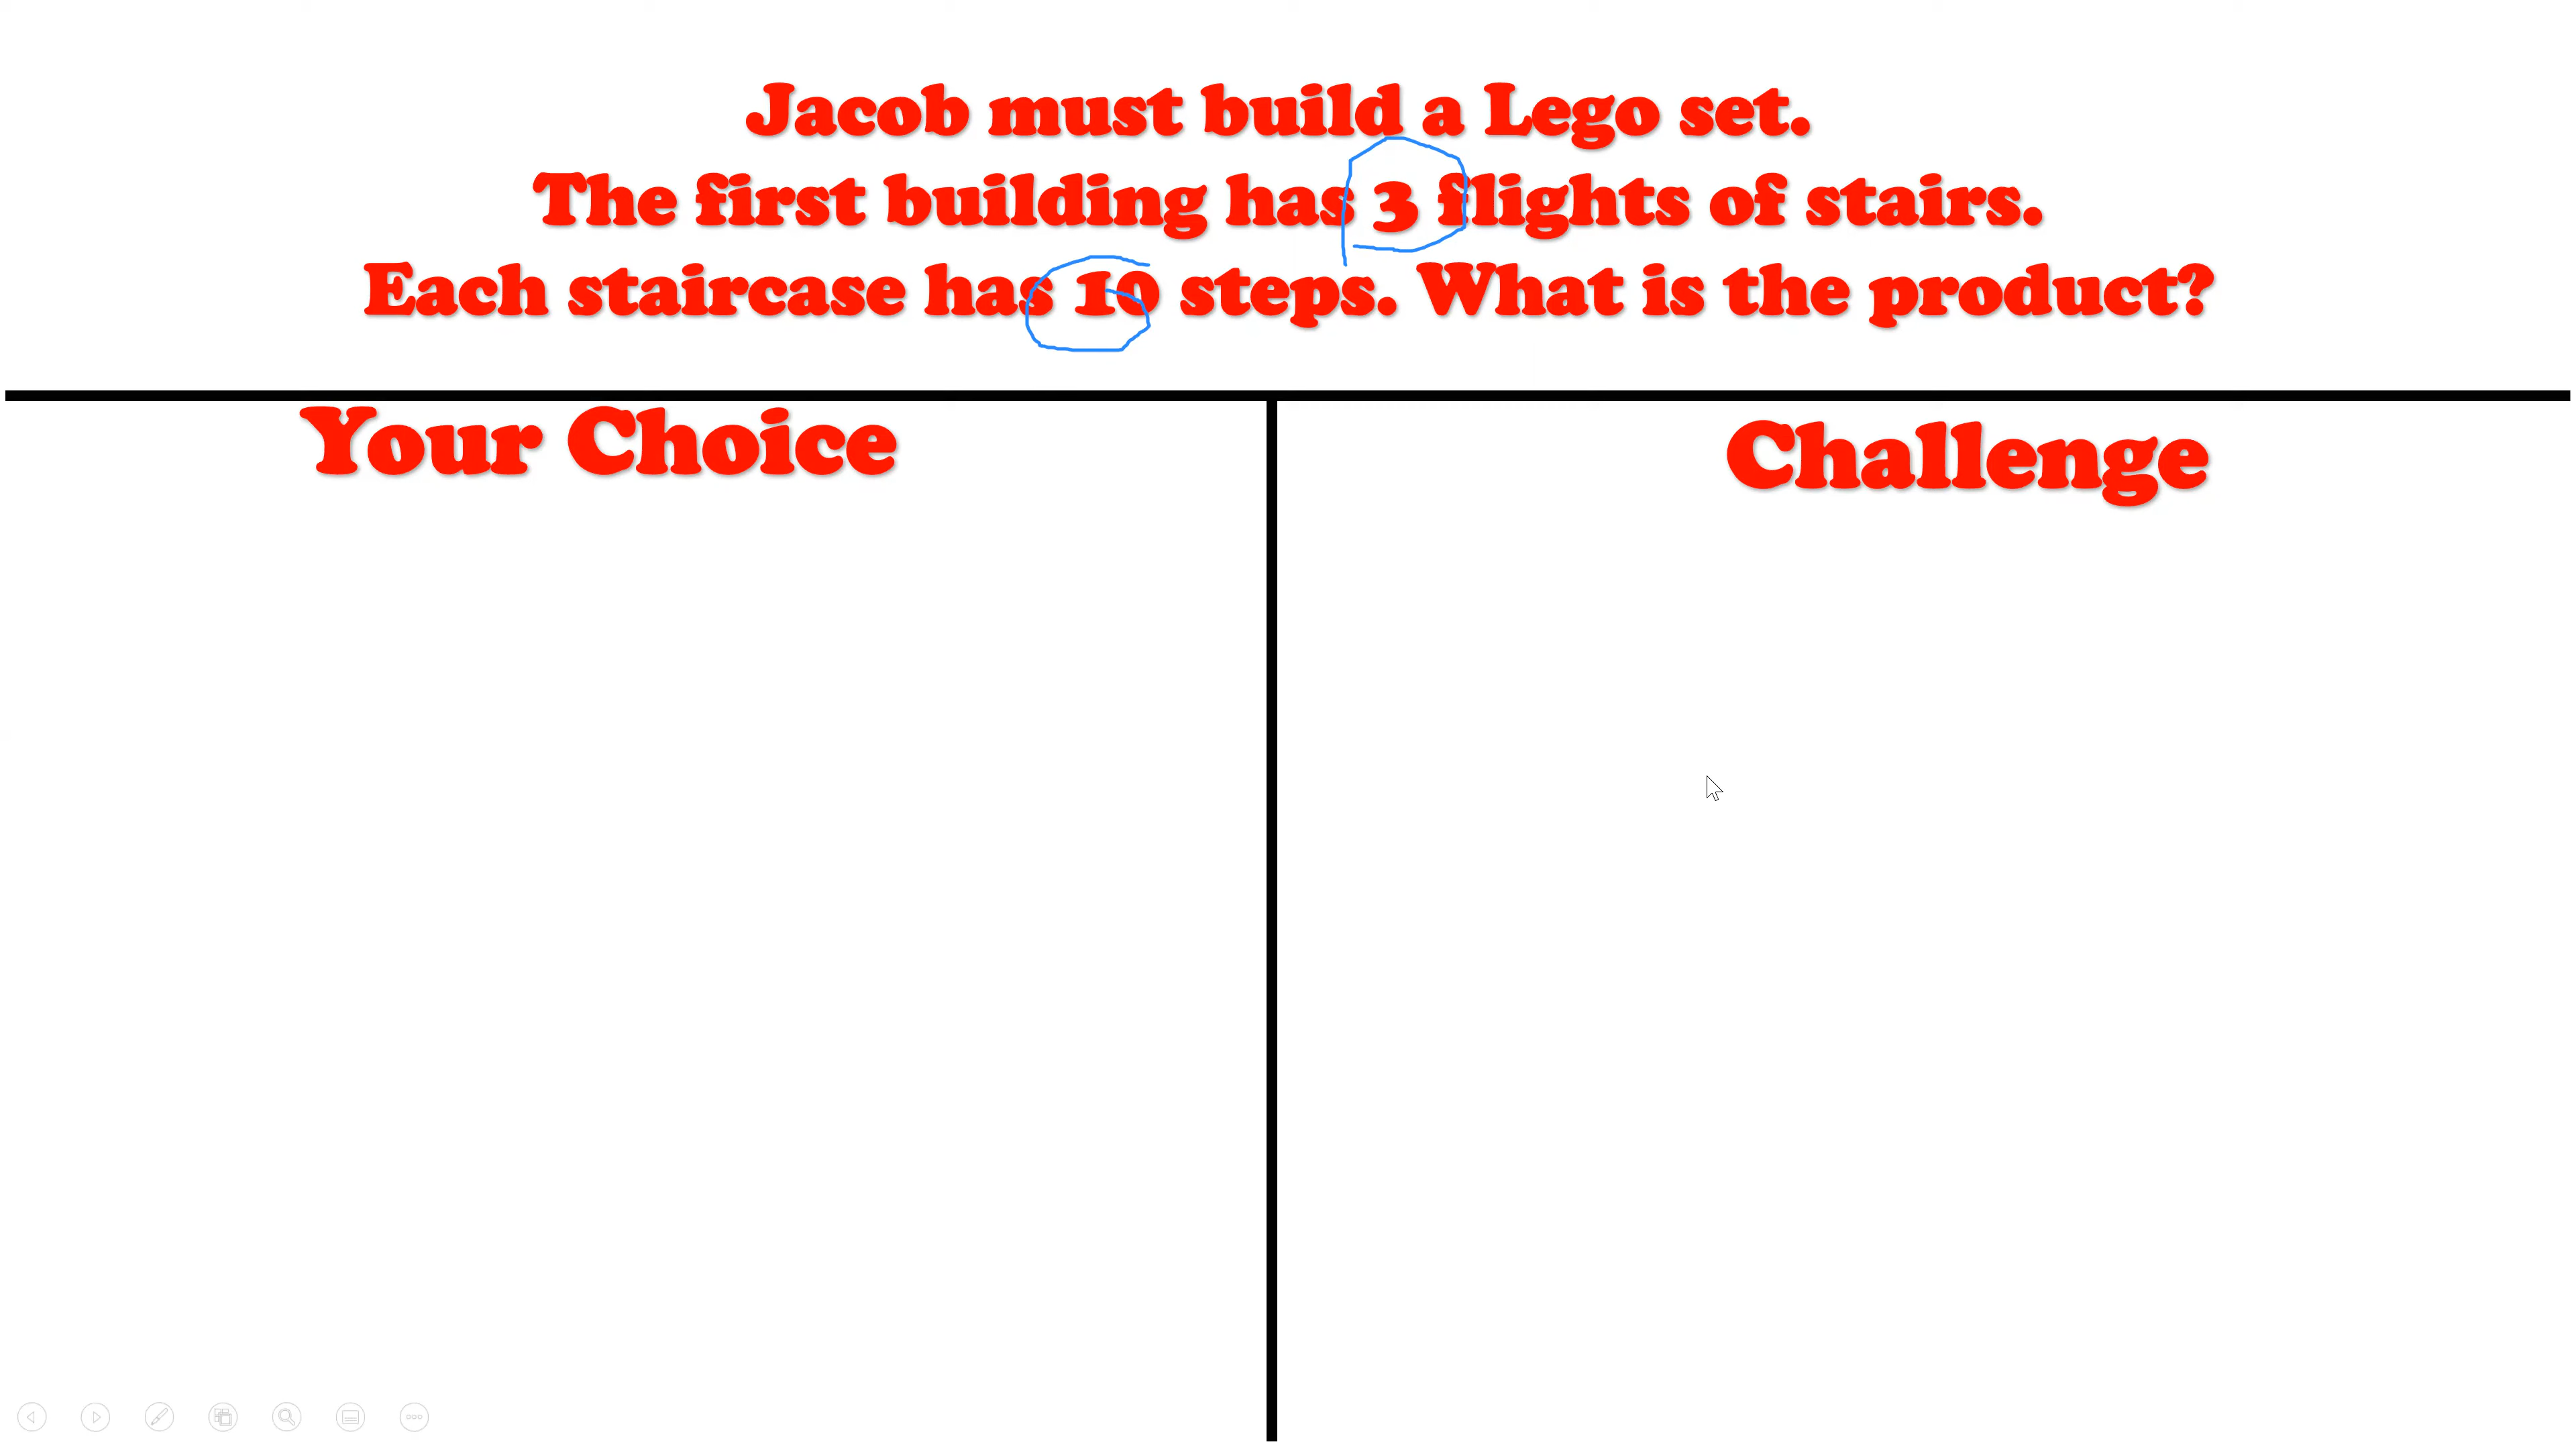 Jacob must build a Lego set.
The first building has 3 flights of stairs.
Each staircase has 10 steps. What is the product?
Your Choice
Challenge